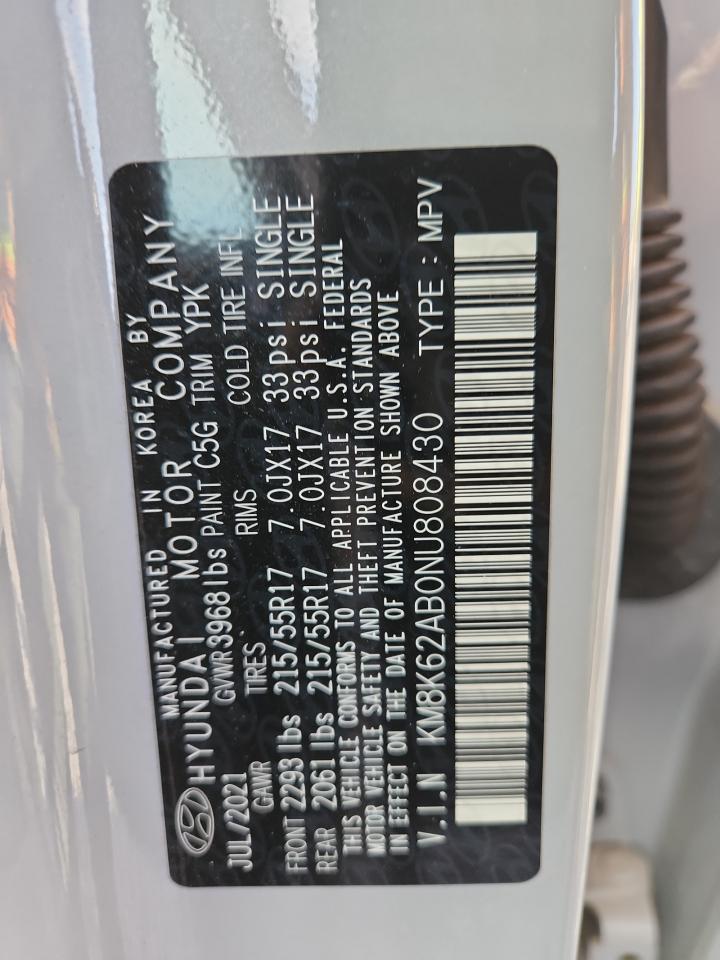 MANUFACTURED IN KOREA BY
HYUNDAI MOTOR COMPANY
JUL/2021 GVWR 3968 lbs PAINT C5G TRIM YPK
GAWR TIRES RIMS COLD TIRE INFL
FRONT 2293 lbs 215/55R17 7.0JX17 33psi SINGLE
REAR 2061 lbs 215/55R17 7.0JX17 33psi SINGLE
THIS VEHICLE CONFORMS TO ALL APPLICABLE U.S.A. FEDERAL
MOTOR VEHICLE SAFETY AND THEFT PREVENTION STANDARDS
IN EFFECT ON THE DATE OF MANUFACTURE SHOWN ABOVE
V.I.N KM8K62AB0NU808430 TYPE : MPV